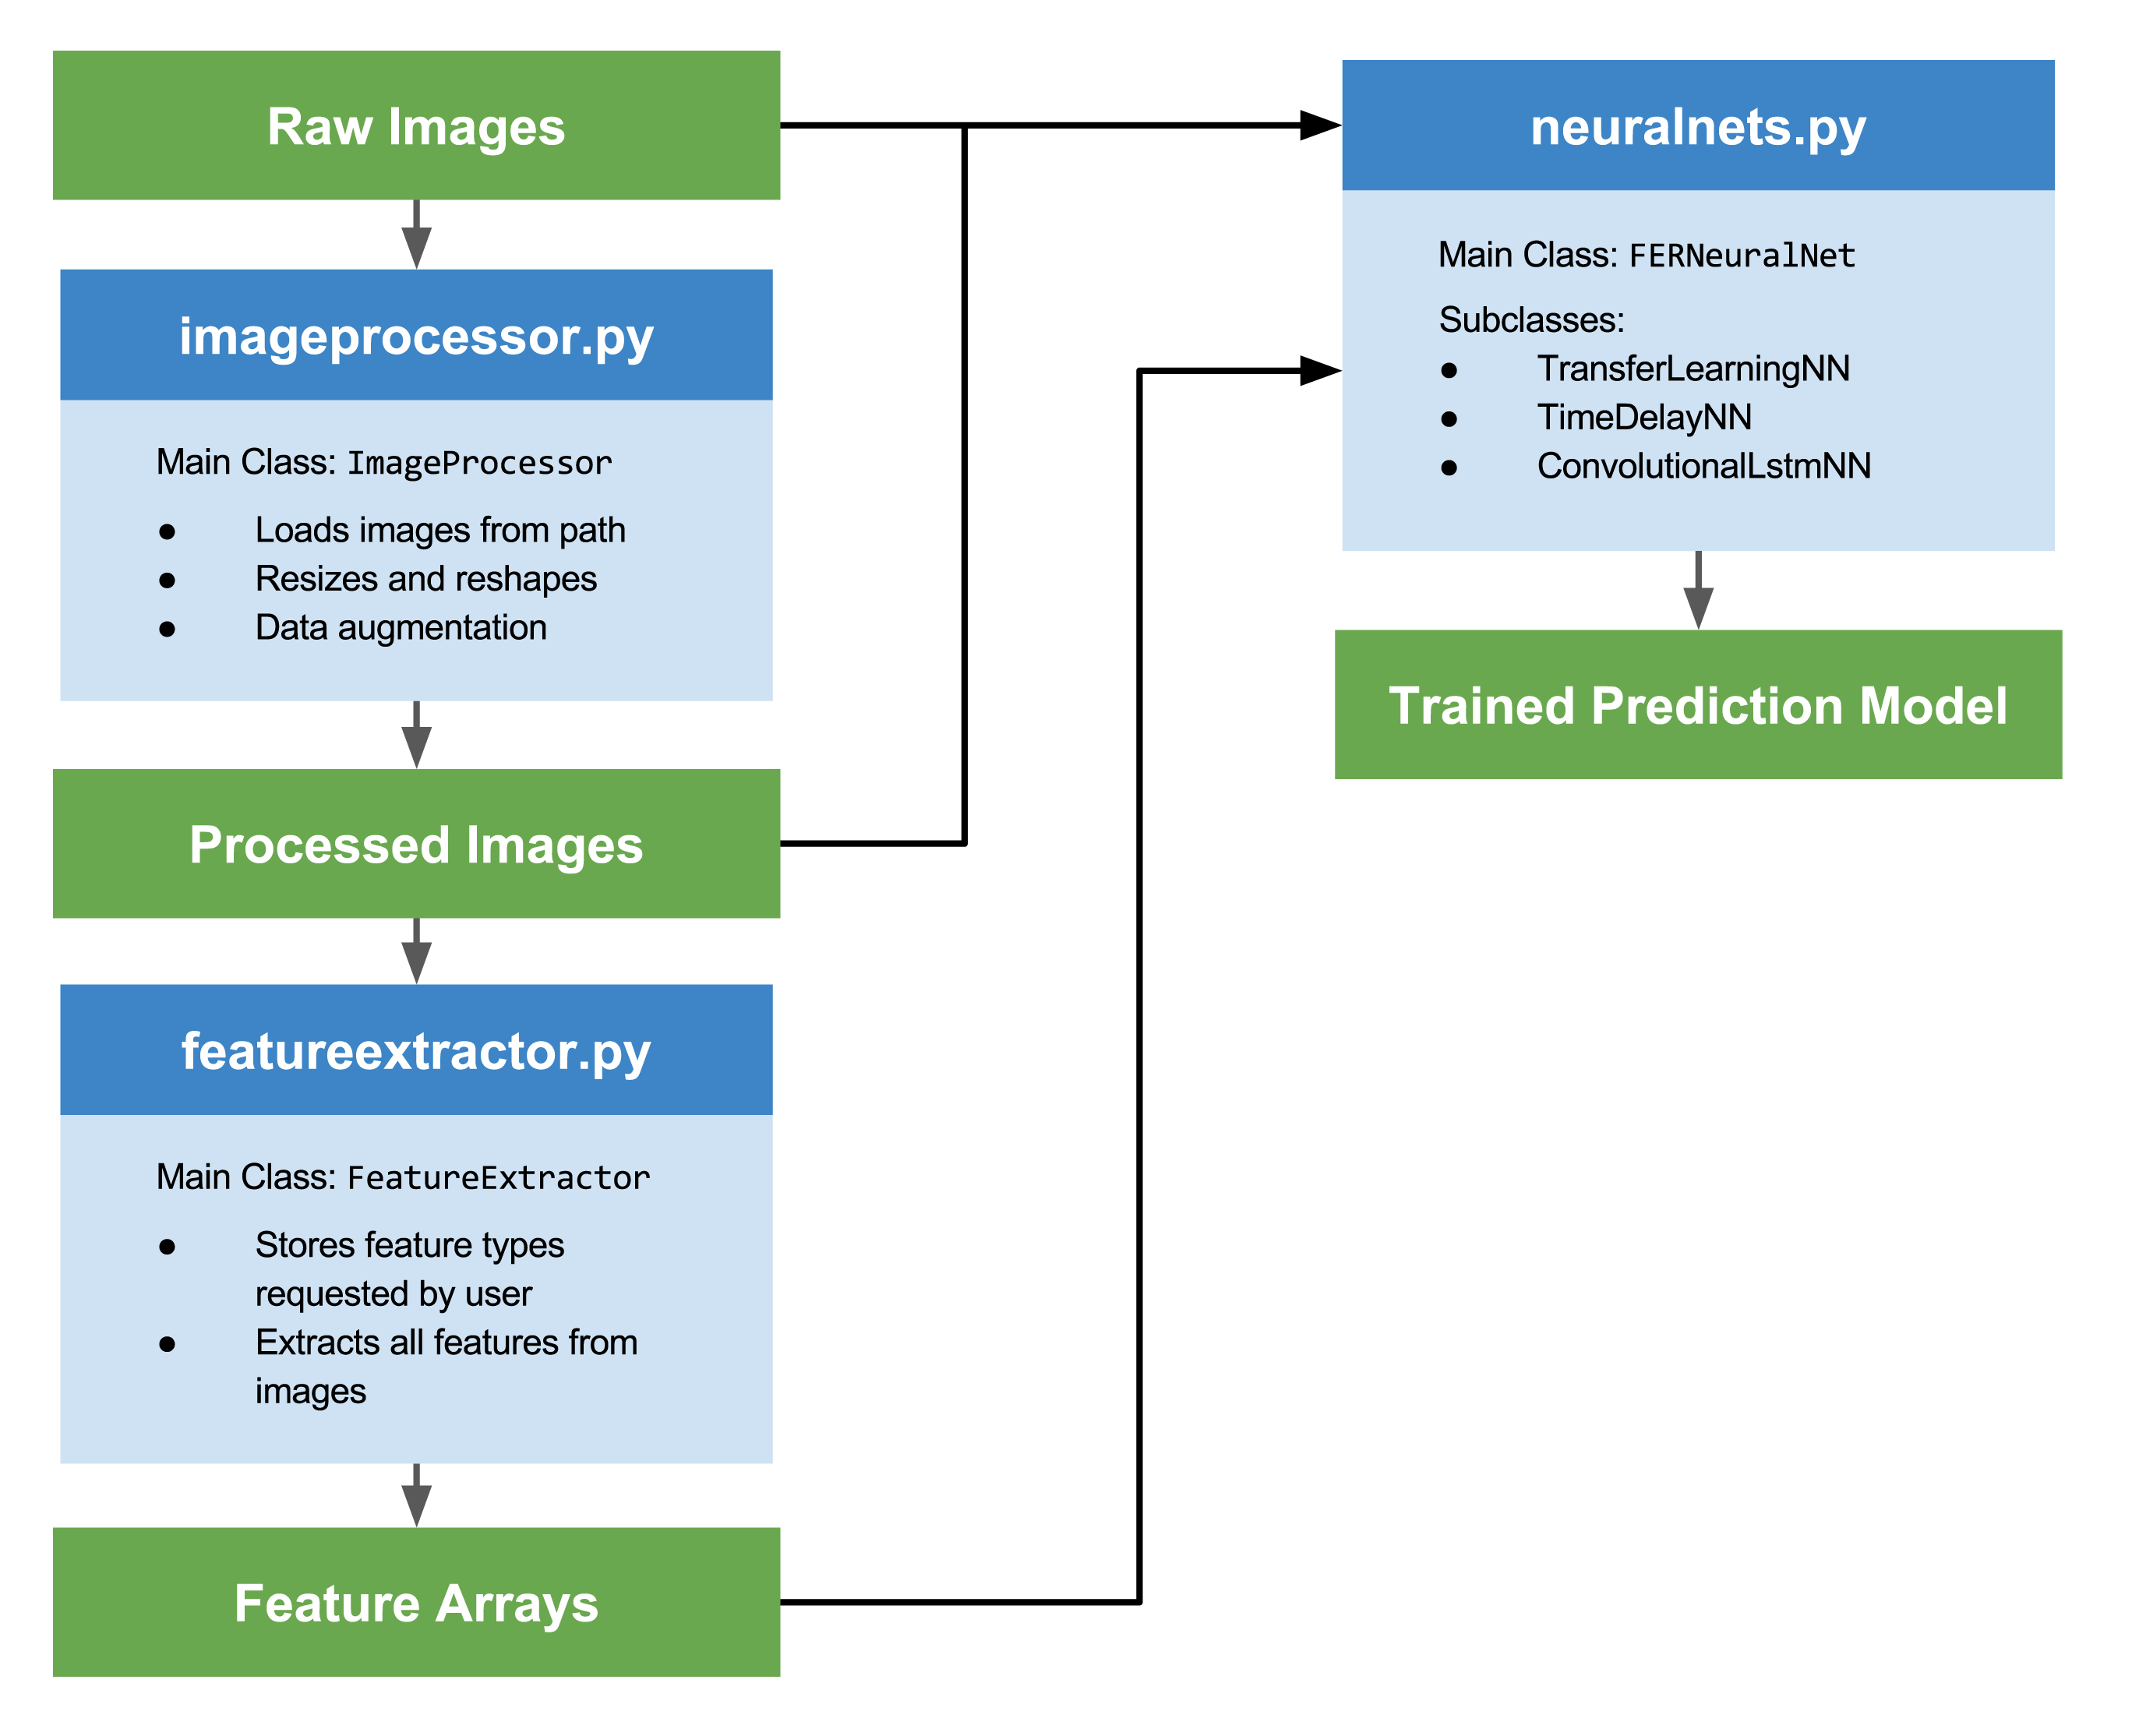 Raw Images
imageprocessor.py
Main Class: ImageProcessor
● Loads images from path
● Resizes and reshapes
● Data augmentation
Processed Images
featureextractor.py
Main Class: FeatureExtractor
● Stores feature types
requested by user
● Extracts all features from
images
Feature Arrays
neuralnets.py
Main Class: FERNeuralNet
Subclasses:
● TransferLearningNN
● TimeDelayNN
● ConvolutionalLstmNN
Trained Prediction Model